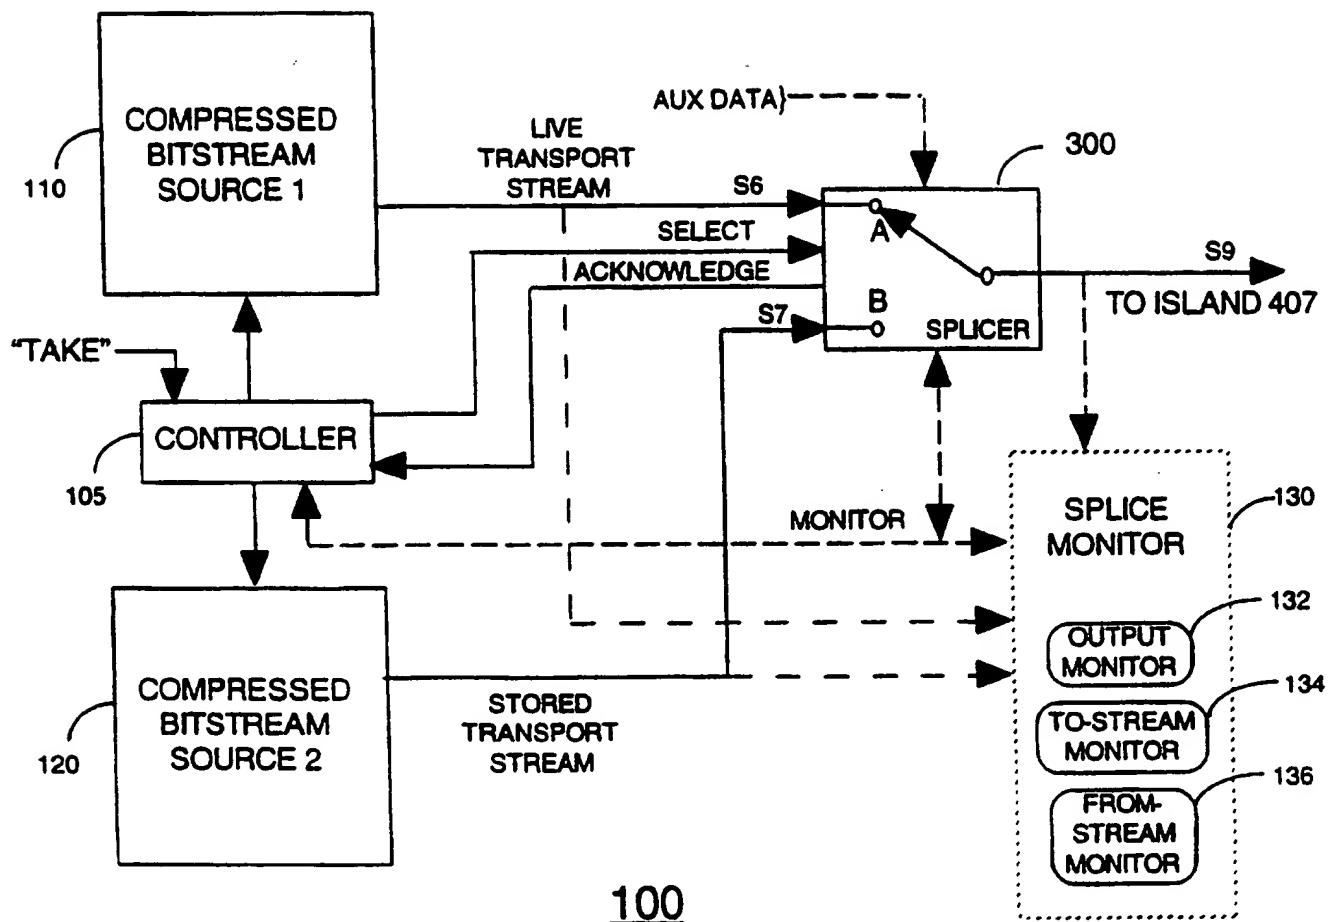 COMPRESSED
BITSTREAM
SOURCE 1
110
LIVE
TRANSPORT
STREAM
AUX DATA}
300
S6
SELECT
ACKNOWLEDGE
S7
A
B
SPLICER
S9
TO ISLAND 407
"TAKE"
CONTROLLER
105
MONITOR
SPLICE
MONITOR
130
OUTPUT
MONITOR
132
TO-STREAM
MONITOR
134
FROM-
STREAM
MONITOR
136
COMPRESSED
BITSTREAM
SOURCE 2
120
STORED
TRANSPORT
STREAM
100